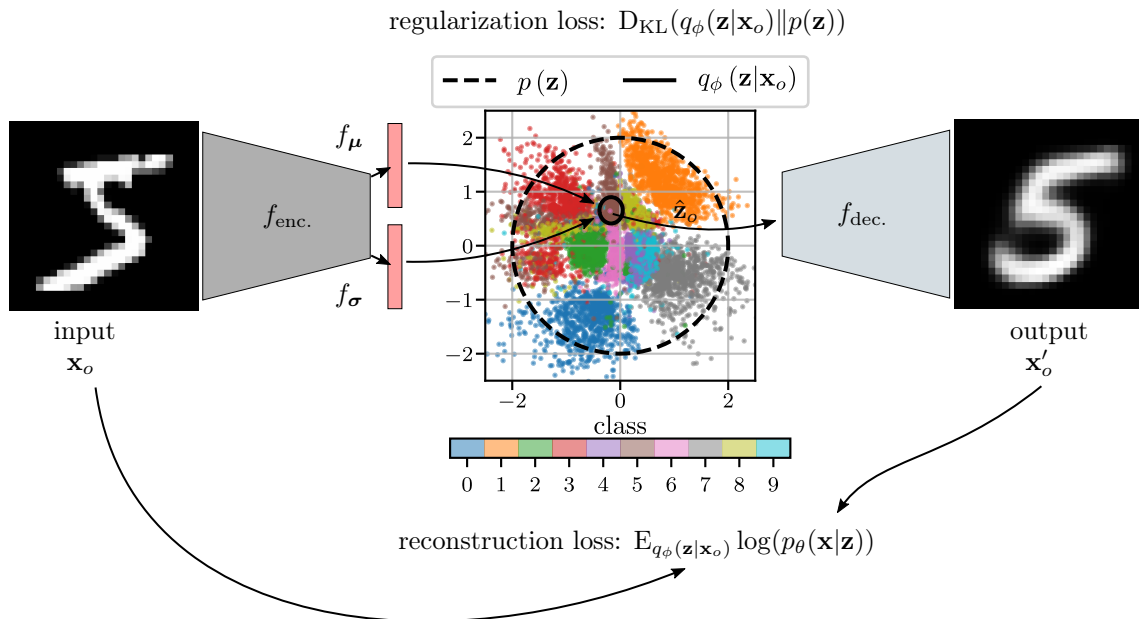 regularization loss: D_KL(q_ϕ(𝐳|𝐱_o)‖p(𝐳))
p (𝐳)
q_ϕ (𝐳|𝐱_o)
f_𝝁
f_enc.
f_𝝈
2
1
0
−1
−2
−2
0
2
ẑ_o
f_dec.
input
𝐱_o
output
𝐱′_o
class
0 1 2 3 4 5 6 7 8 9
reconstruction loss: E_{q_ϕ(𝐳|𝐱_o)} log(p_θ(𝐱|𝐳))